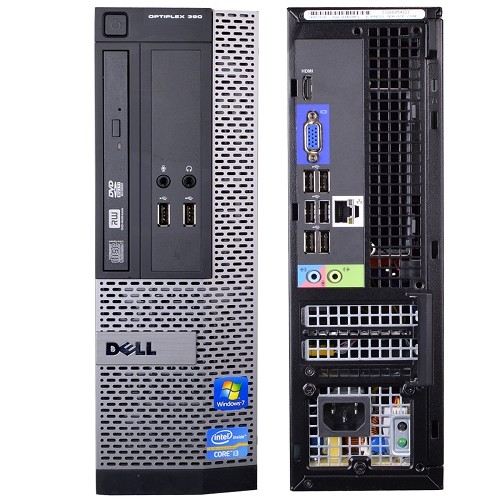 OPTIPLEX 390
DVD
RW
DELL
Windows 7
intel inside
CORE i3
HDMI